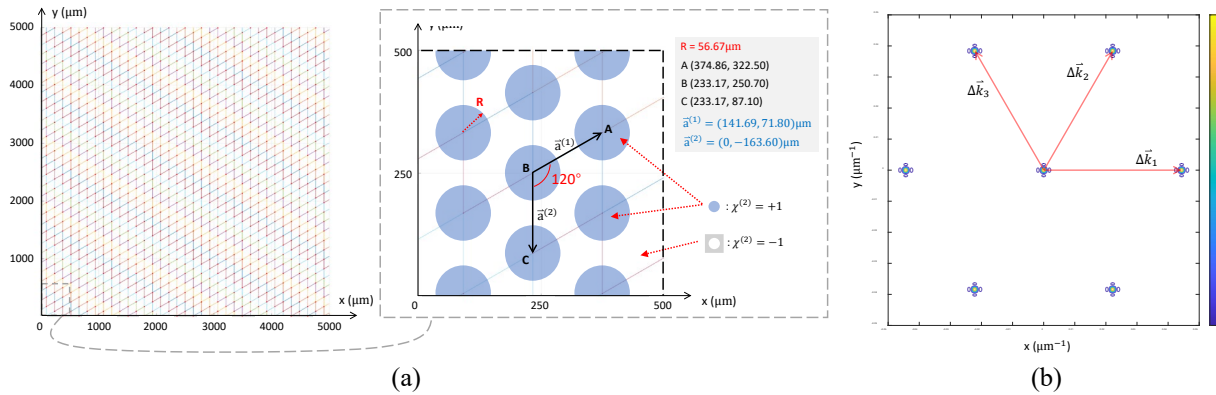 y (μm)
5000
4000
3000
2000
1000
0
1000
2000
3000
4000
5000
x (μm)
y (μm)
500
250
0
250
500
x (μm)
R
A
B
C
a⃗⁽¹⁾
120°
a⃗⁽²⁾
R = 56.67μm
A (374.86, 322.50)
B (233.17, 250.70)
C (233.17, 87.10)
a⃗⁽¹⁾ = (141.69, 71.80)μm
a⃗⁽²⁾ = (0, −163.60)μm
: χ⁽²⁾ = +1
: χ⁽²⁾ = −1
(a)
y (μm⁻¹)
Δk⃗₃
Δk⃗₂
Δk⃗₁
x (μm⁻¹)
(b)